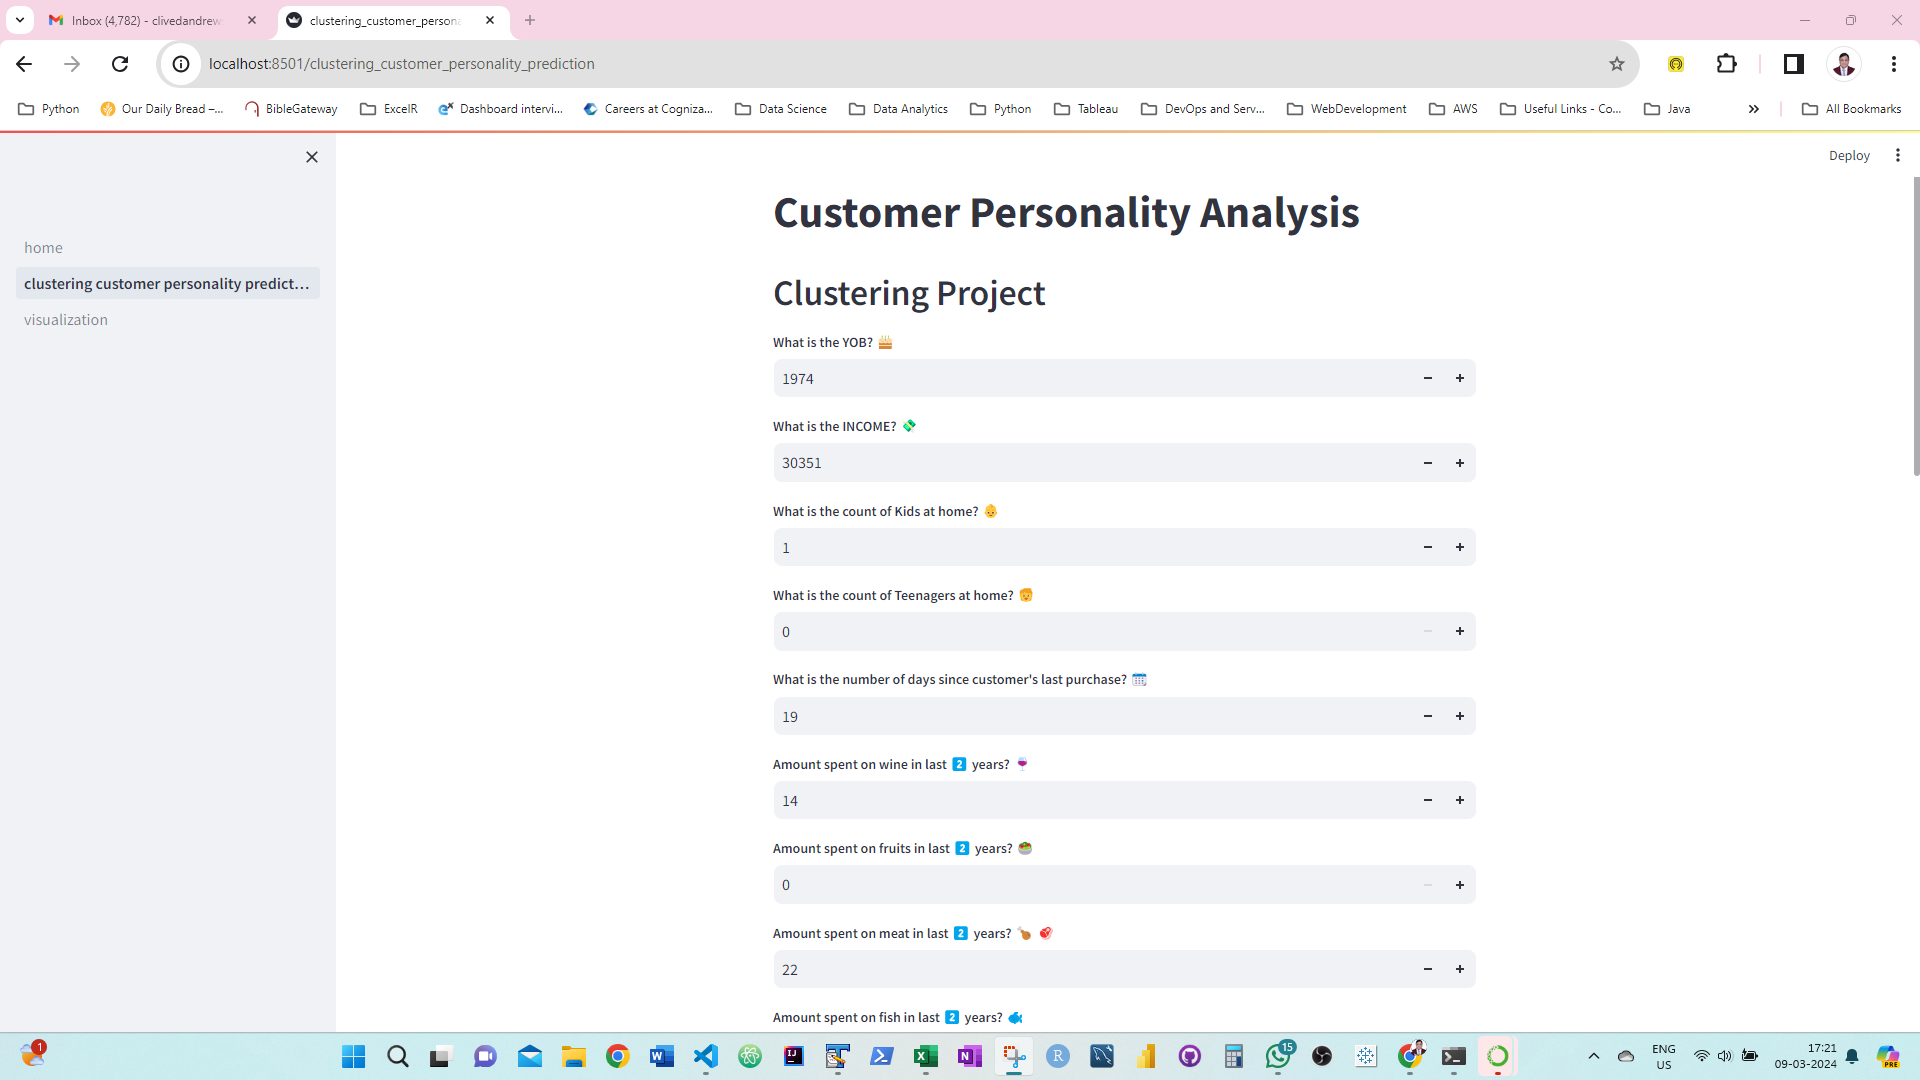 Inbox (4,782) - clivedandrew
clustering_customer_persona
localhost:8501/clustering_customer_personality_prediction
Python
Our Daily Bread –...
BibleGateway
ExcelR
Dashboard intervi...
Careers at Cogniza...
Data Science
Data Analytics
Python
Tableau
DevOps and Serv...
WebDevelopment
AWS
Useful Links - Co...
Java
»
All Bookmarks
Deploy
home
clustering customer personality predict...
visualization
Customer Personality Analysis
Clustering Project
What is the YOB? 🎂
1974
What is the INCOME? 💸
30351
What is the count of Kids at home? 👶
1
What is the count of Teenagers at home? 🧒
0
What is the number of days since customer's last purchase? 🗓️
19
Amount spent on wine in last 2️⃣ years? 🍷
14
Amount spent on fruits in last 2️⃣ years? 🥗
0
Amount spent on meat in last 2️⃣ years? 🍗 🥩
22
Amount spent on fish in last 2️⃣ years? 🐟
1
15
PRE
ENG
US
17:21
09-03-2024